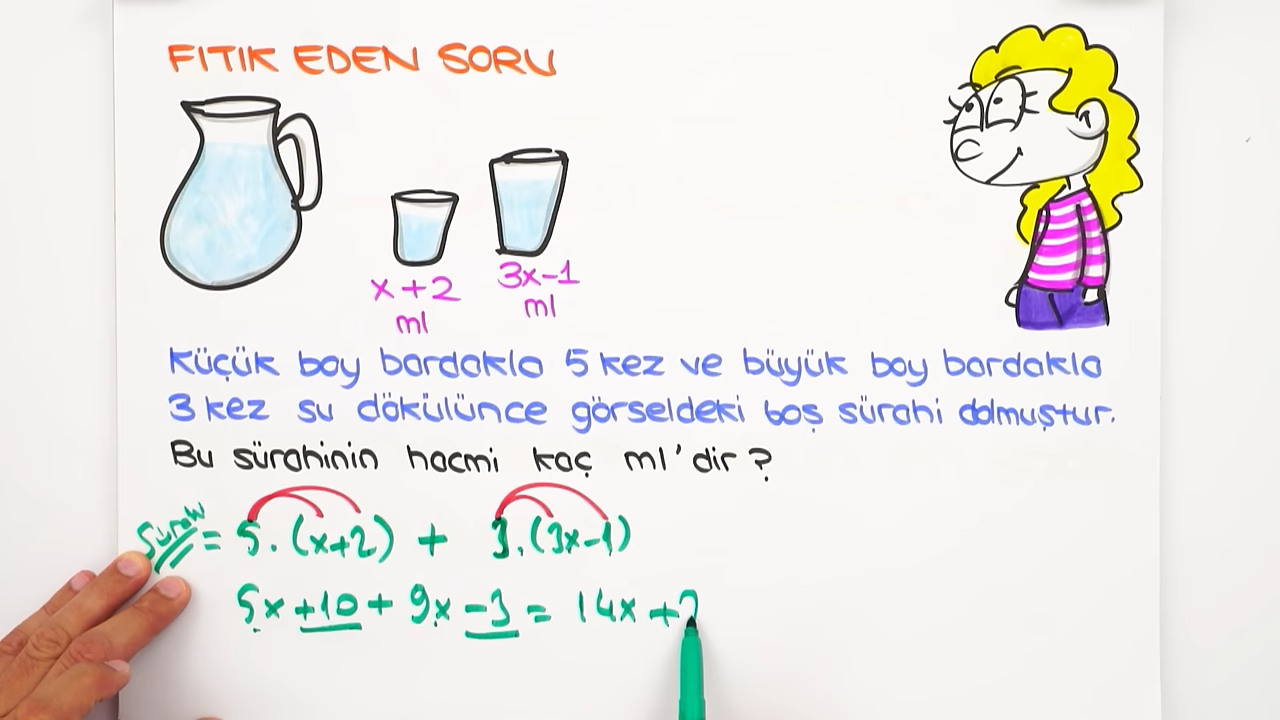 FITIK EDEN SORU
x+2
ml
3x-1
ml
Küçük boy bardakla 5 kez ve büyük boy bardakla
3 kez su dökülünce görseldeki boş sürahi dolmuştur.
Bu sürahinin hacmi kaç ml'dir?
= 5.(x+2) + 3.(3x-1)
5x+10+9x-3 = 14x+